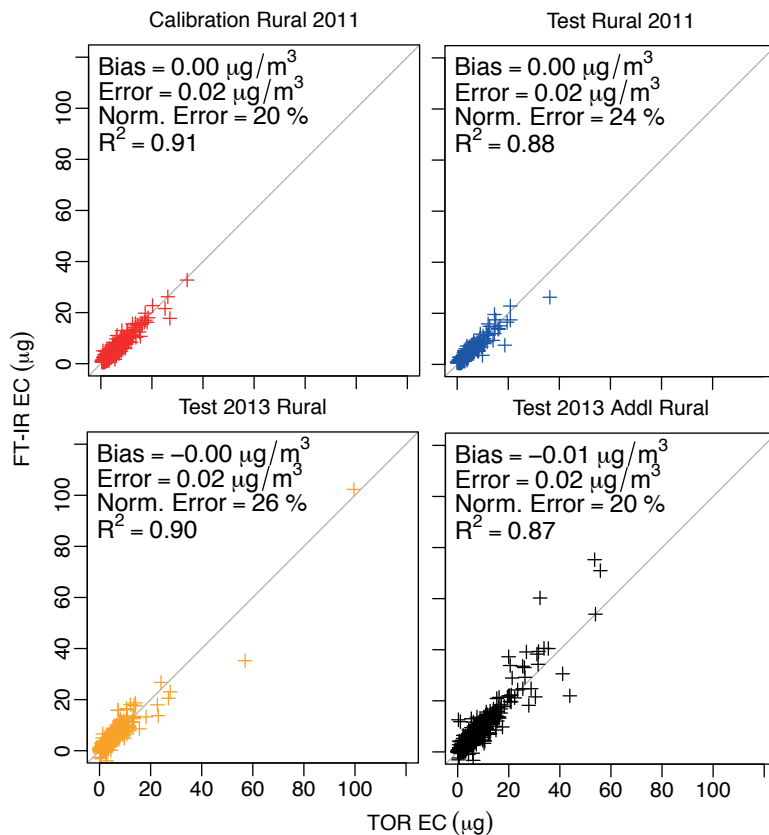 Calibration Rural 2011
Bias = 0.00 μg/m³
Error = 0.02 μg/m³
Norm. Error = 20 %
R² = 0.91
0 20 40 60 80 100
Test Rural 2011
Bias = 0.00 μg/m³
Error = 0.02 μg/m³
Norm. Error = 24 %
R² = 0.88
Test 2013 Rural
Bias = −0.00 μg/m³
Error = 0.02 μg/m³
Norm. Error = 26 %
R² = 0.90
0 20 40 60 80 100
0 20 40 60 80 100
Test 2013 Addl Rural
Bias = −0.01 μg/m³
Error = 0.02 μg/m³
Norm. Error = 20 %
R² = 0.87
0 20 40 60 80 100
FT-IR EC (μg)
TOR EC (μg)